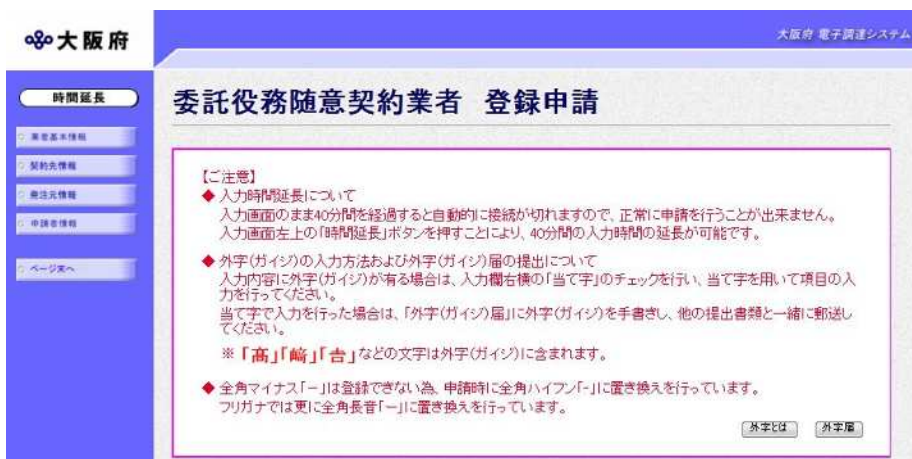 大阪府
大阪府 電子調達システム
時間延長
業者基本情報
契約先情報
発注元情報
申請者情報
ページ末へ
委託役務随意契約業者 登録申請
【ご注意】
◆ 入力時間延長について
入力画面のまま40分間を経過すると自動的に接続が切れますので、正常に申請を行うことが出来ません。
入力画面左上の「時間延長」ボタンを押すことにより、40分間の入力時間の延長が可能です。
◆ 外字(ガイジ)の入力方法および外字(ガイジ)届の提出について
入力内容に外字(ガイジ)が有る場合は、入力欄右横の「当て字」のチェックを行い、当て字を用いて項目の入
力を行ってください。
当て字で入力を行った場合は、「外字(ガイジ)届」に外字(ガイジ)を手書きし、他の提出書類と一緒に郵送し
てください。
※「髙」「﨑」「𠮷」などの文字は外字(ガイジ)に含まれます。
◆ 全角マイナス「－」は登録できない為、申請時に全角ハイフン「‐」に置き換えを行っています。
フリガナでは更に全角長音「ー」に置き換えを行っています。
外字とは
外字届